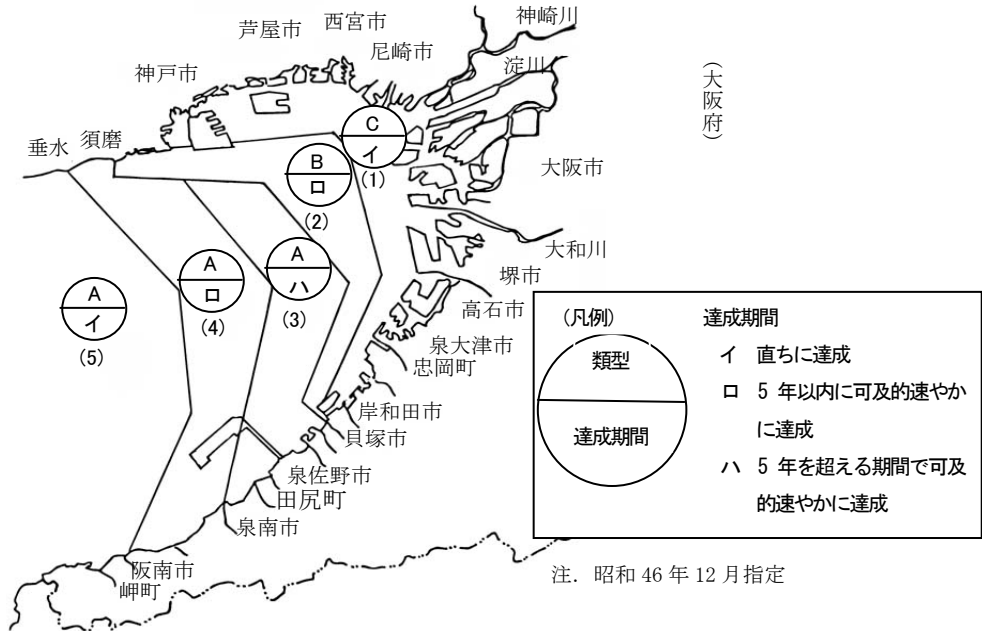 神崎川
西宮市
芦屋市
尼崎市
淀川
神戸市
(大阪府)
垂水
須磨
C
イ
(1)
B
ロ
(2)
大阪市
大和川
A
ハ
(3)
A
ロ
(4)
A
イ
(5)
堺市
高石市
泉大津市
忠岡町
岸和田市
貝塚市
泉佐野市
田尻町
泉南市
阪南市
岬町
(凡例)
類型
達成期間
達成期間
イ 直ちに達成
ロ 5 年以内に可及的速やか
に達成
ハ 5 年を超える期間で可及
的速やかに達成
注. 昭和 46 年 12 月指定